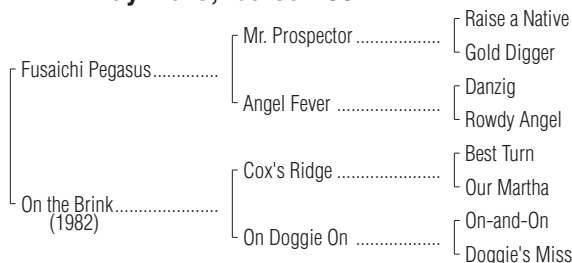 Raise a Native
Mr. Prospector ...................
Gold Digger
Fusaichi Pegasus..............
Danzig
Angel Fever .......................
Rowdy Angel
Best Turn
Cox's Ridge .......................
Our Martha
On the Brink......................
(1982)
On-and-On
On Doggie On ...................
Doggie's Miss